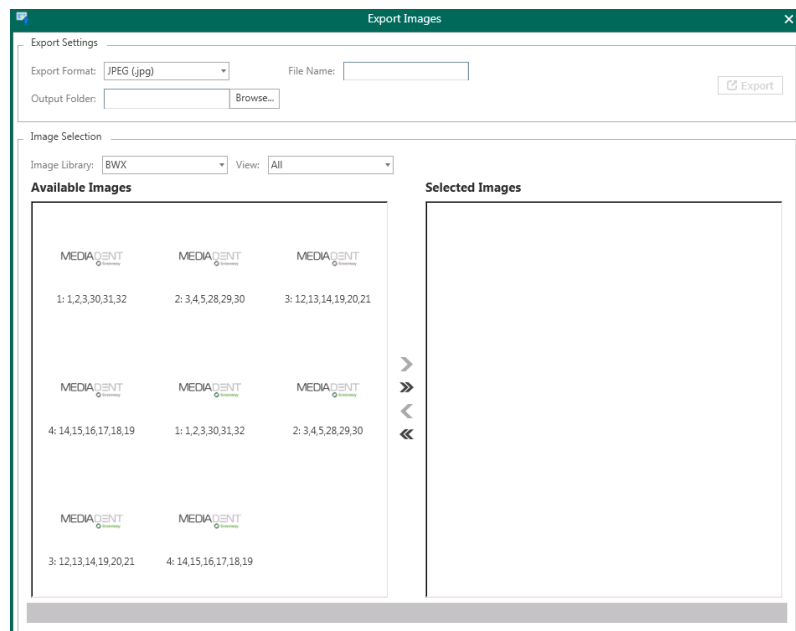 Export Images
Export Settings
Export Format: JPEG (.jpg) File Name:
Output Folder: Browse...
Export
Image Selection
Image Library: BWX View: All
Available Images Selected Images
MEDIADENT MEDIADENT MEDIADENT
1: 1,2,3,30,31,32 2: 3,4,5,28,29,30 3: 12,13,14,19,20,21
MEDIADENT MEDIADENT MEDIADENT
4: 14,15,16,17,18,19 1: 1,2,3,30,31,32 2: 3,4,5,28,29,30
MEDIADENT MEDIADENT
3: 12,13,14,19,20,21 4: 14,15,16,17,18,19